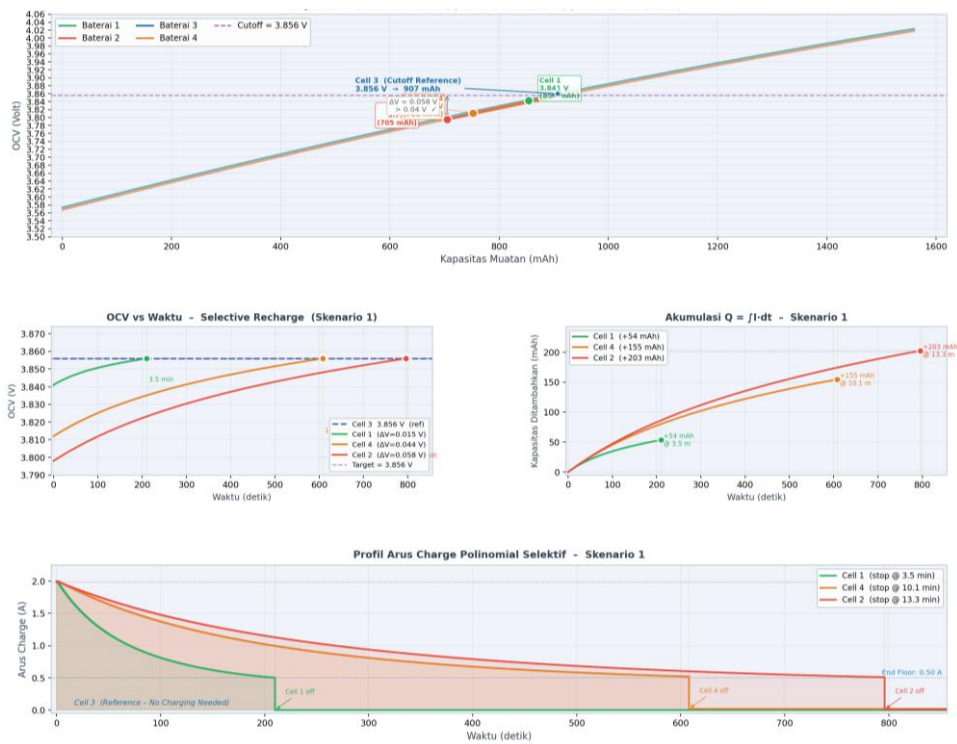 4.06
4.04
4.02
4.00
3.98
3.96
3.94
3.92
3.90
3.88
3.86
3.84
3.82
3.80
3.78
3.76
3.74
3.72
3.70
3.68
3.66
3.64
3.62
3.60
3.58
3.56
3.54
3.52
3.50
OCV (Volt)
Baterai 1 Baterai 3 Cutoff = 3.856 V
Baterai 2 Baterai 4
Cell 3 (Cutoff Reference)
3.856 V → 907 mAh
Cell 1
3.841 V
ΔV = 0.058 V
> 0.04 V ✓
(705 mAh)
0 200 400 600 800 1000 1200 1400 1600
Kapasitas Muatan (mAh)
OCV vs Waktu – Selective Recharge (Skenario 1)
3.870
3.860
3.850
3.840
3.830
3.820
3.810
3.800
3.790
OCV (V)
3.5 min
Cell 3 3.856 V (ref)
Cell 1 (ΔV=0.015 V)
Cell 4 (ΔV=0.044 V)
Cell 2 (ΔV=0.058 V)
Target = 3.856 V
0 100 200 300 400 500 600 700 800
Waktu (detik)
Akumulasi Q = ∫I·dt – Skenario 1
Cell 1 (+54 mAh)
Cell 4 (+155 mAh)
Cell 2 (+203 mAh)
200
150
100
50
0
Kapasitas Ditambahkan (mAh)
+203 mAh
@ 13.3 m
+155 mAh
@ 10.1 m
+54 mAh
@ 3.5 m
0 100 200 300 400 500 600 700 800
Waktu (detik)
Profil Arus Charge Polinomial Selektif – Skenario 1
2.0
1.5
1.0
0.5
0.0
Arus Charge (A)
Cell 1 (stop @ 3.5 min)
Cell 4 (stop @ 10.1 min)
Cell 2 (stop @ 13.3 min)
End Floor: 0.50 A
Cell 3 (Reference – No Charging Needed)
Cell 1 off
Cell 4 off
Cell 2 off
0 100 200 300 400 500 600 700 800
Waktu (detik)